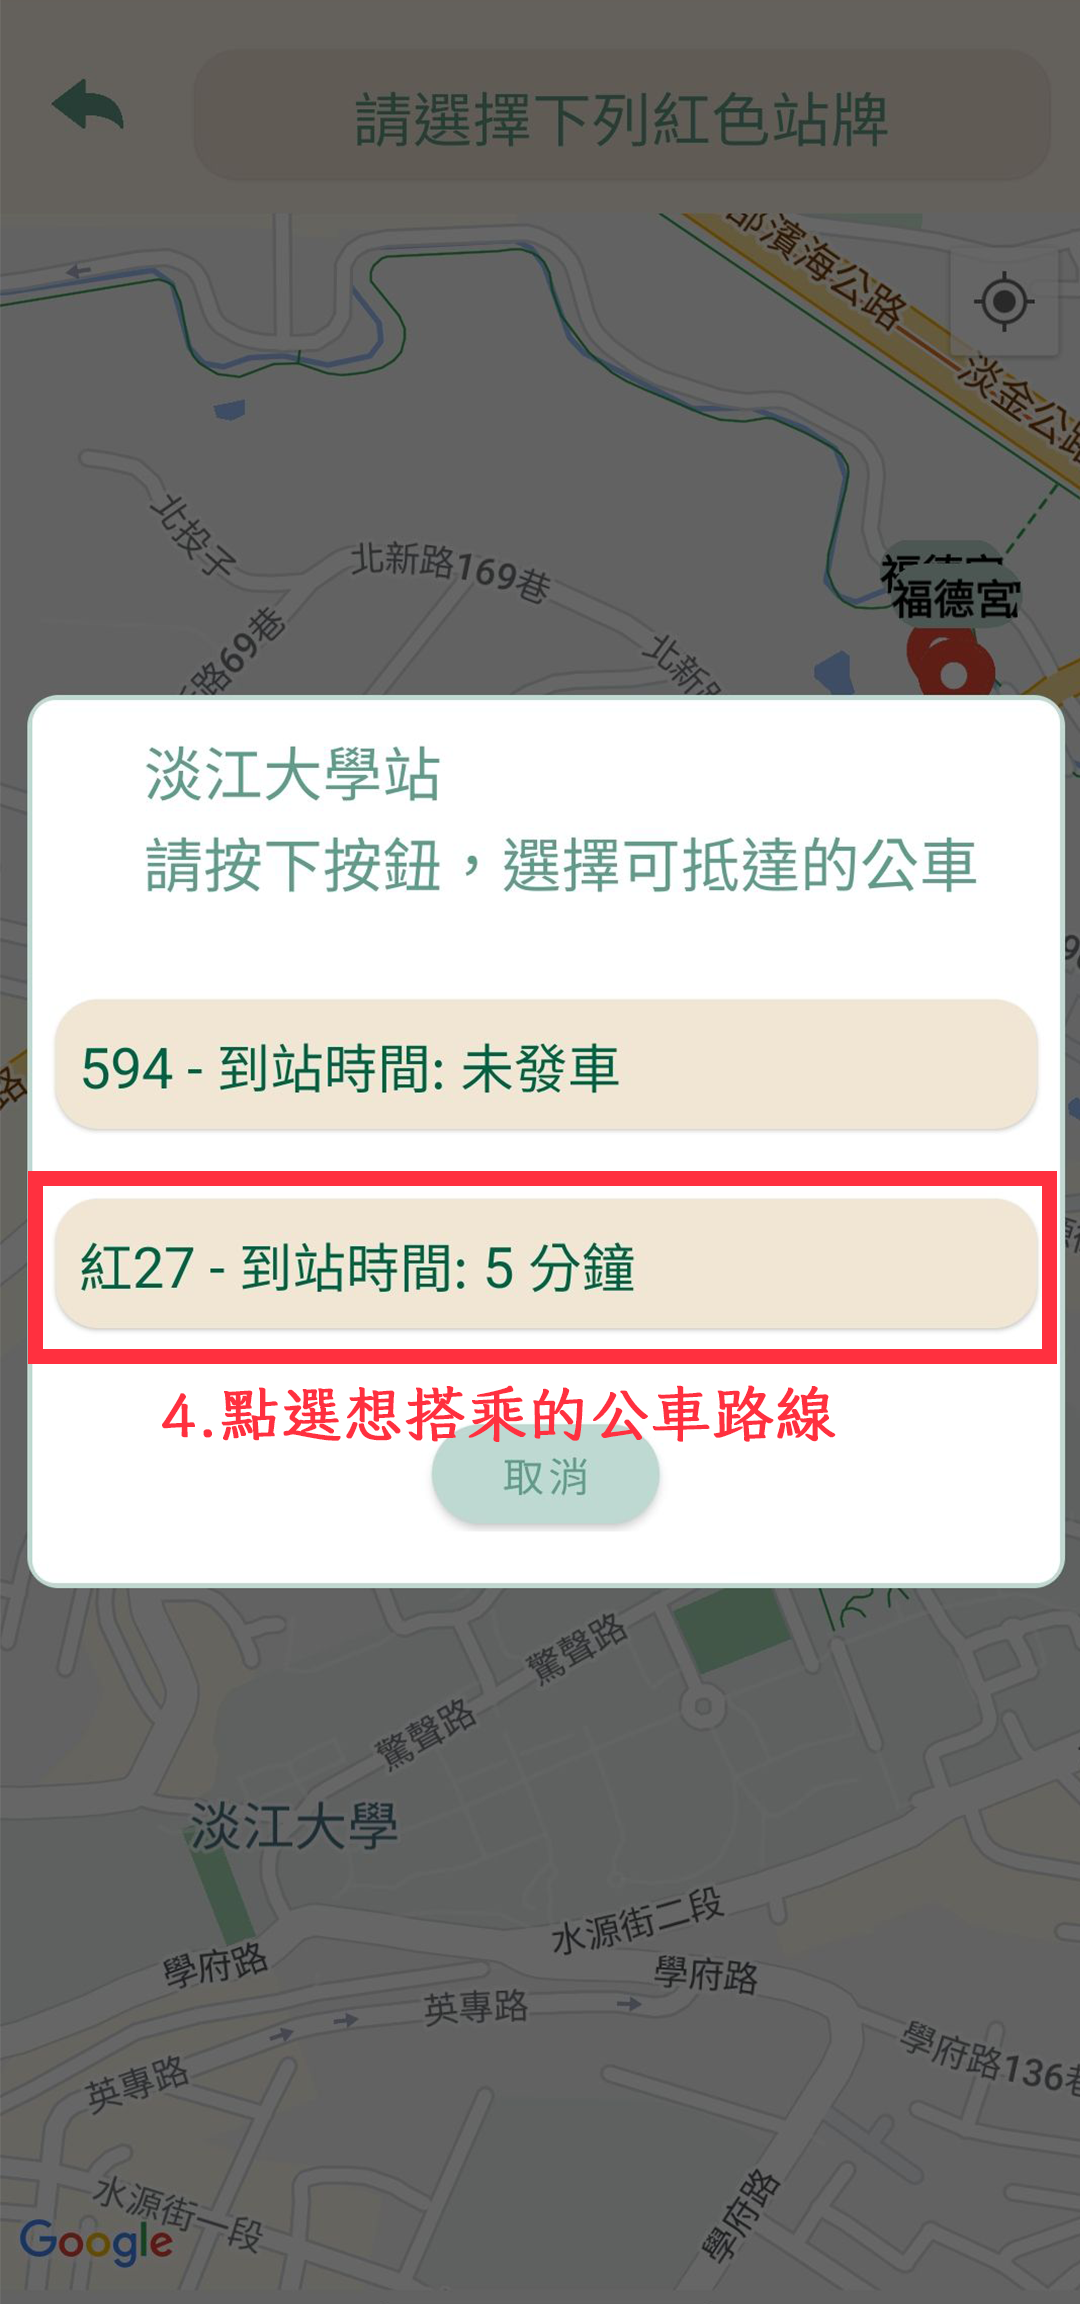 請選擇下列紅色站牌
部濱海公路
淡金公路
北投子
北新路169巷
路69巷
北新
福德宮
福德宮
淡江大學站
請按下按鈕，選擇可抵達的公車
594 - 到站時間: 未發車
路
紅27 - 到站時間: 5 分鐘
4.點選想搭乘的公車路線
取消
驚聲路
驚聲路
淡江大學
水源街二段
學府路
學府路
英專路
學府路136巷
英專路
水源街一段
學府路
Google